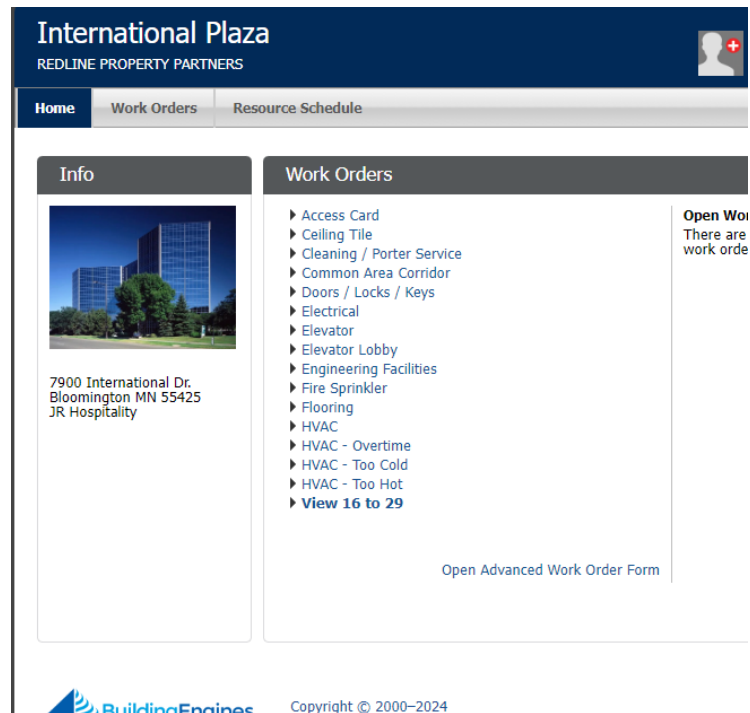 International Plaza
REDLINE PROPERTY PARTNERS
Home Work Orders Resource Schedule
Info
7900 International Dr.
Bloomington MN 55425
JR Hospitality
Work Orders
Access Card
Ceiling Tile
Cleaning / Porter Service
Common Area Corridor
Doors / Locks / Keys
Electrical
Elevator
Elevator Lobby
Engineering Facilities
Fire Sprinkler
Flooring
HVAC
HVAC - Overtime
HVAC - Too Cold
HVAC - Too Hot
View 16 to 29
Open Advanced Work Order Form
Open
There are
work
BuildingEngines
Copyright © 2000–2024